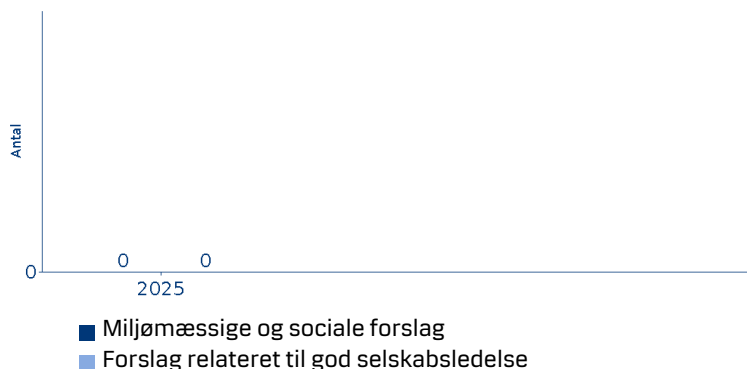 Antal
0 0
0
2025
Miljømæssige og sociale forslag
Forslag relateret til god selskabsledelse